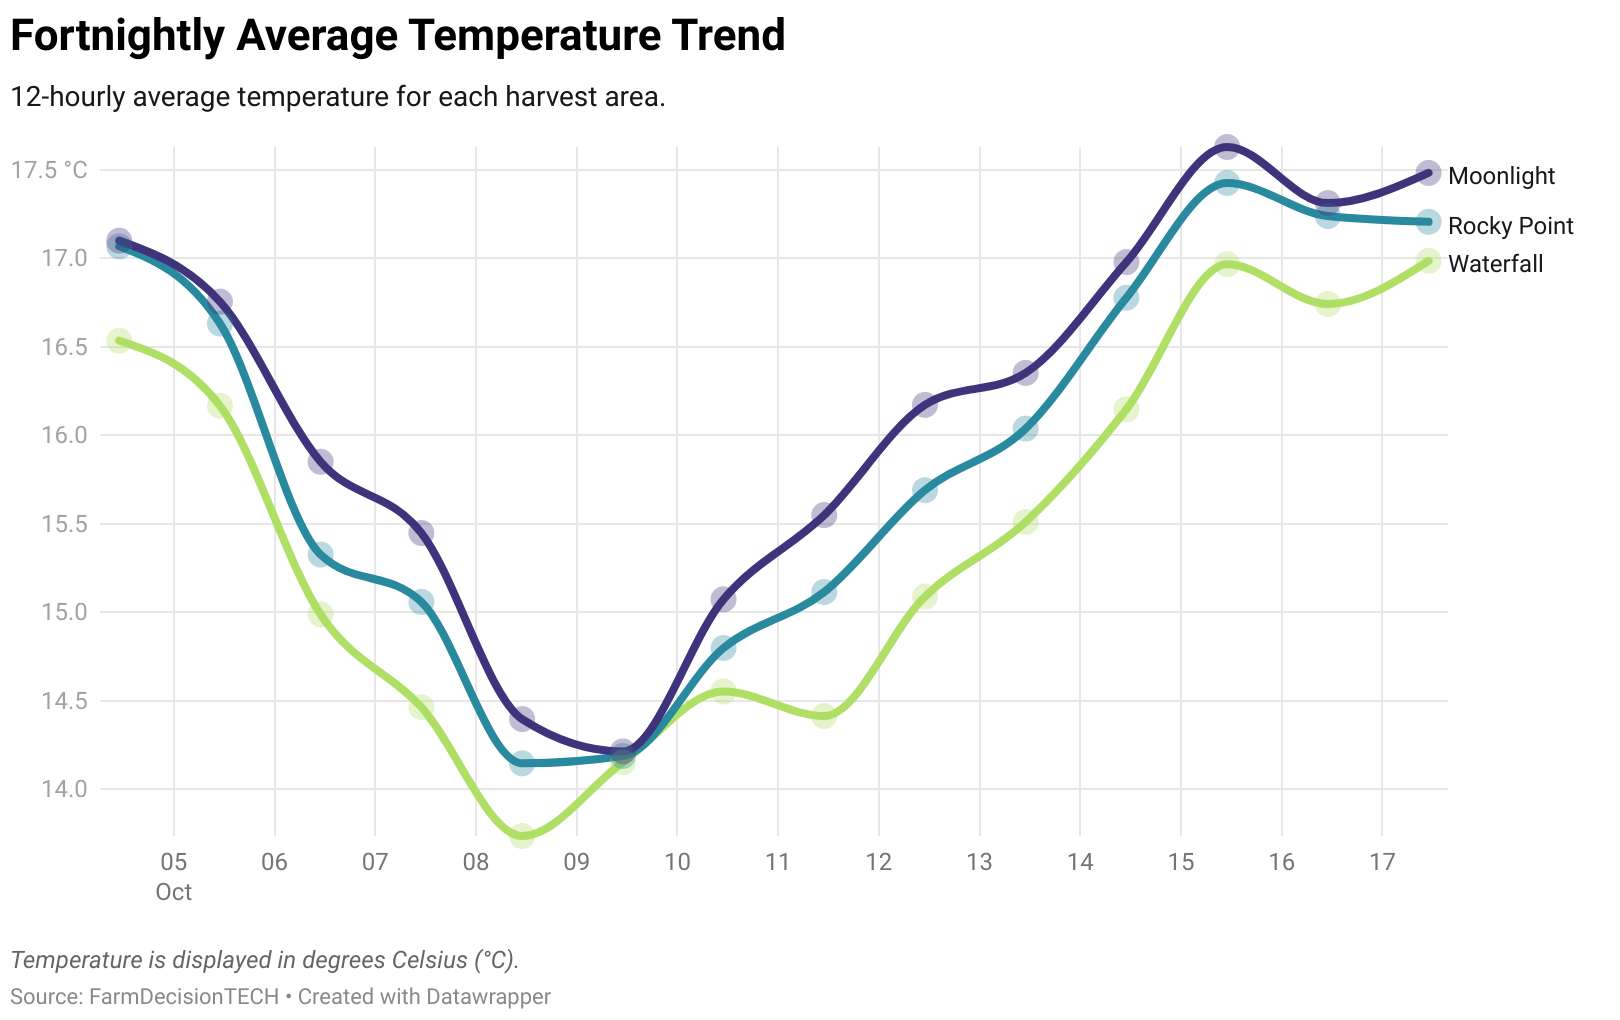 Fortnightly Average Temperature Trend
12-hourly average temperature for each harvest area.
17.5 °C
17.0
16.5
16.0
15.5
15.0
14.5
14.0
Moonlight
Rocky Point
Waterfall
05 06 07 08 09 10 11 12 13 14 15 16 17
Oct
Temperature is displayed in degrees Celsius (°C).
Source: FarmDecisionTECH • Created with Datawrapper